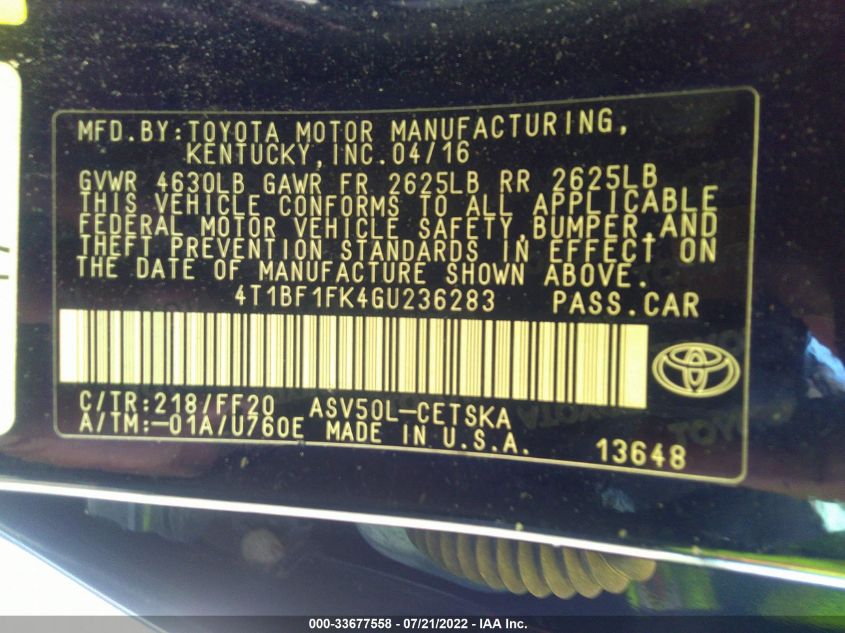 MFD.BY:TOYOTA MOTOR MANUFACTURING,
KENTUCKY,INC.04/16
GVWR 4630LB GAWR FR 2625LB RR 2625LB
THIS VEHICLE CONFORMS TO ALL APPLICABLE
FEDERAL MOTOR VEHICLE SAFETY,BUMPER,AND
THEFT PREVENTION STANDARDS IN EFFECT ON
THE DATE OF MANUFACTURE SHOWN ABOVE.
4T1BF1FK4GU236283 PASS.CAR
C/TR:218/FF20 ASV50L-CETSKA
A/TM:-01A/U760E MADE IN U.S.A.
13648
000-33677558 - 07/21/2022 - IAA Inc.